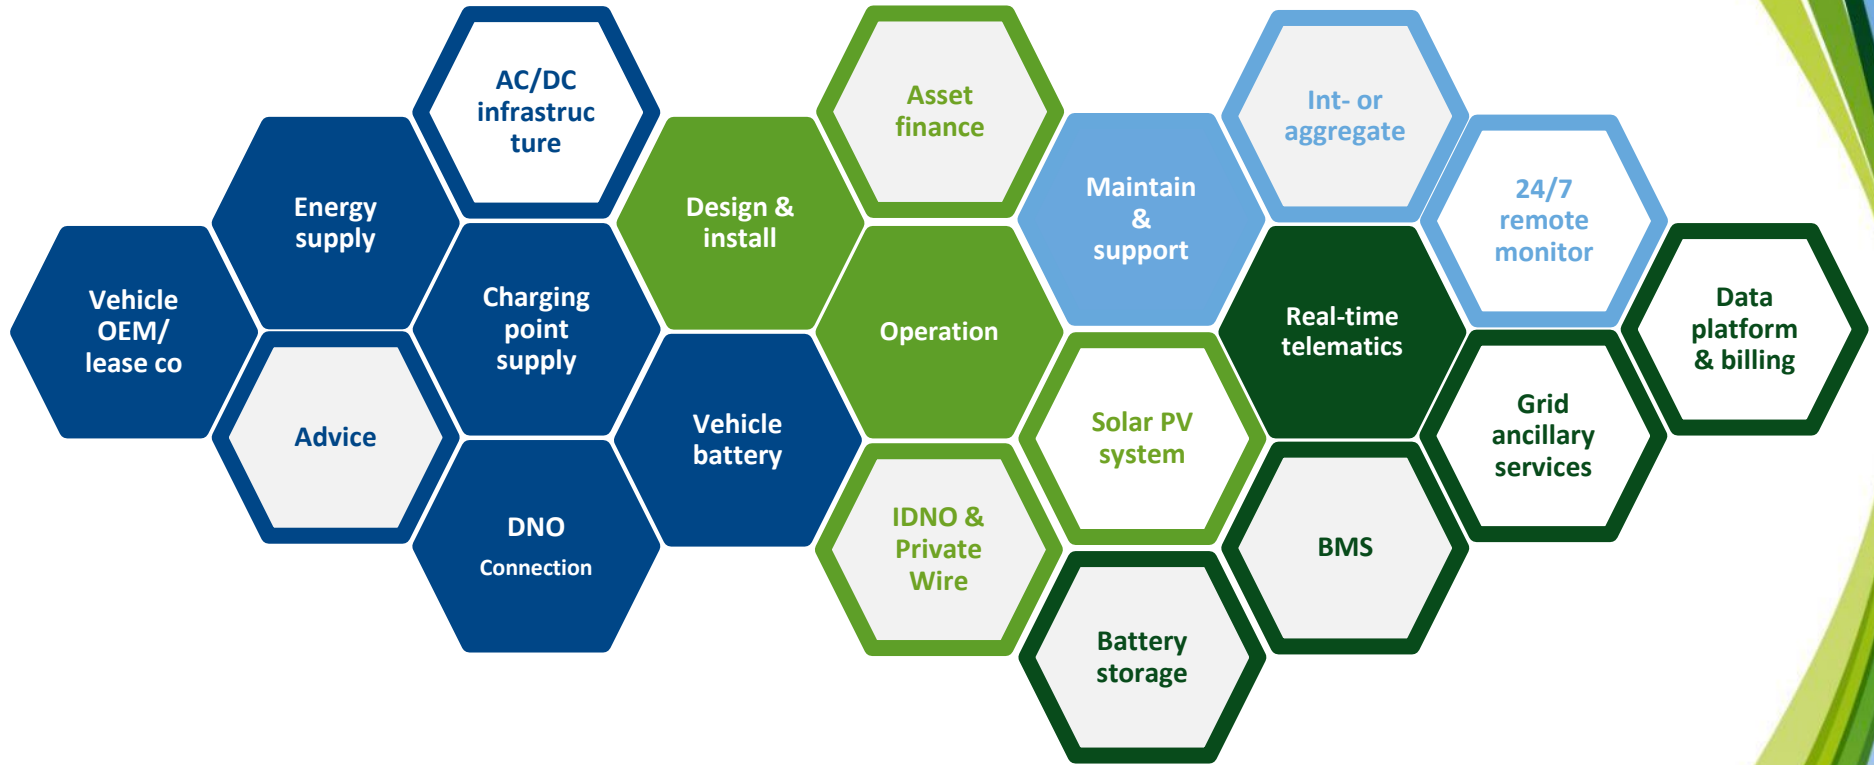 AC/DC
infrastruc
ture
Asset
finance
Int- or
aggregate
Energy
supply
Design &
install
Maintain
&
support
24/7
remote
monitor
Vehicle
OEM/
lease co
Charging
point
supply
Operation
Real-time
telematics
Data
platform
& billing
Advice
Vehicle
battery
Solar PV
system
Grid
ancillary
services
DNO
Connection
IDNO &
Private
Wire
BMS
Battery
storage